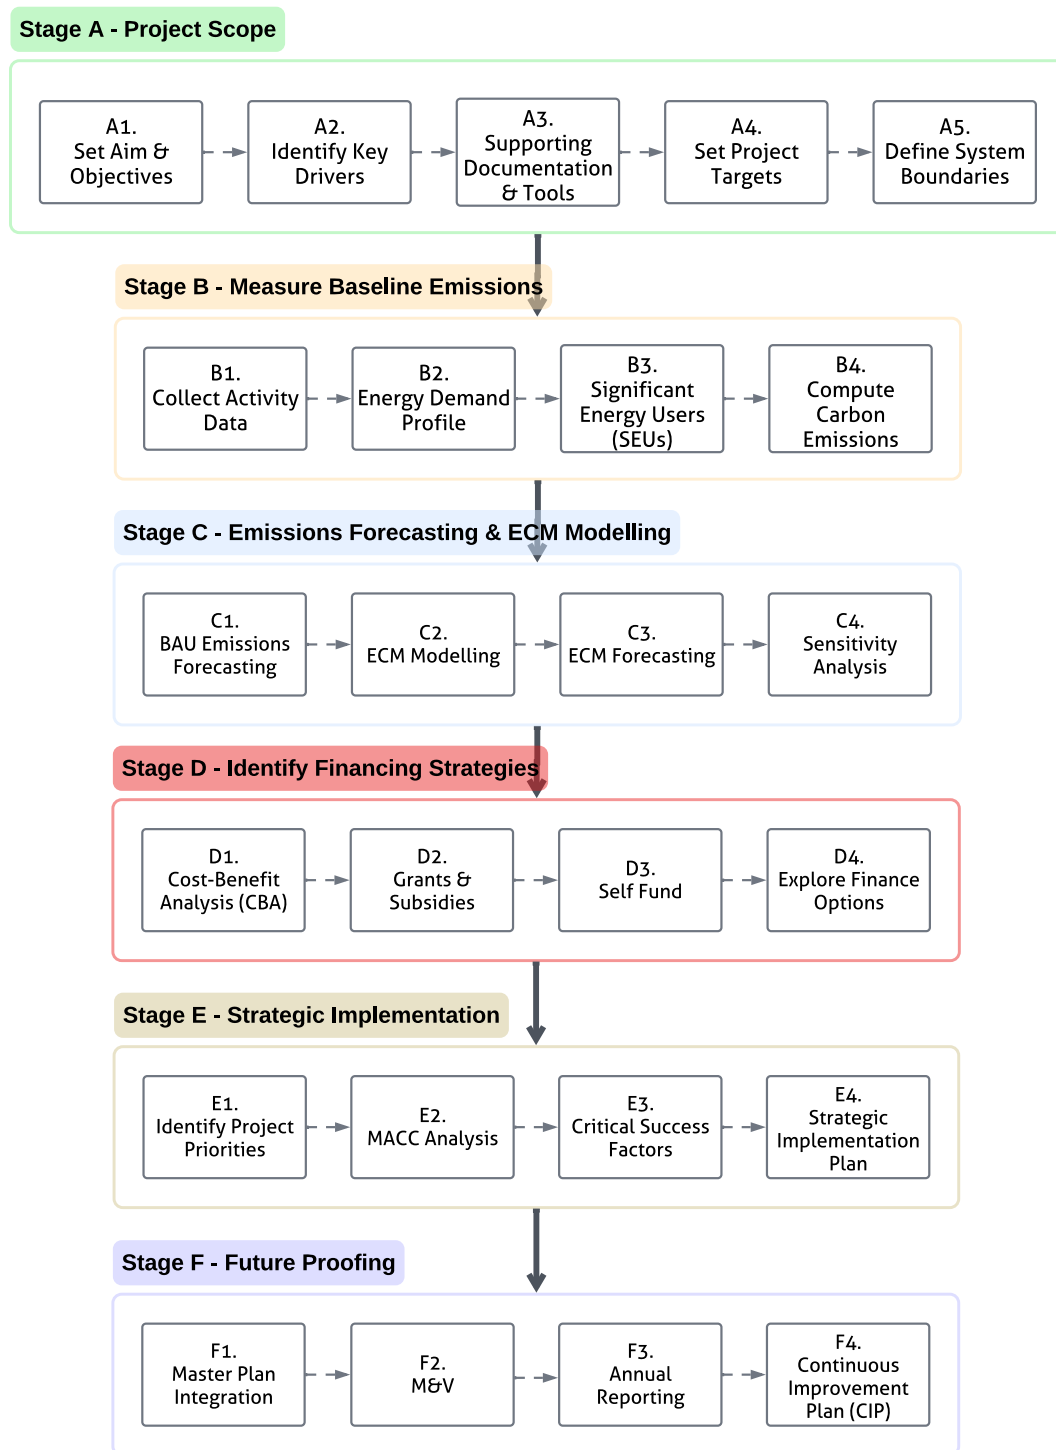 Stage A - Project Scope
A1.
Set Aim &
Objectives
A2.
Identify Key
Drivers
A3.
Supporting
Documentation
& Tools
A4.
Set Project
Targets
A5.
Define System
Boundaries
Stage B - Measure Baseline Emissions
B1.
Collect Activity
Data
B2.
Energy Demand
Profile
B3.
Significant
Energy Users
(SEUs)
B4.
Compute
Carbon
Emissions
Stage C - Emissions Forecasting & ECM Modelling
C1.
BAU Emissions
Forecasting
C2.
ECM Modelling
C3.
ECM Forecasting
C4.
Sensitivity
Analysis
Stage D - Identify Financing Strategies
D1.
Cost-Benefit
Analysis (CBA)
D2.
Grants &
Subsidies
D3.
Self Fund
D4.
Explore Finance
Options
Stage E - Strategic Implementation
E1.
Identify Project
Priorities
E2.
MACC Analysis
E3.
Critical Success
Factors
E4.
Strategic
Implementation
Plan
Stage F - Future Proofing
F1.
Master Plan
Integration
F2.
M&V
F3.
Annual
Reporting
F4.
Continuous
Improvement
Plan (CIP)